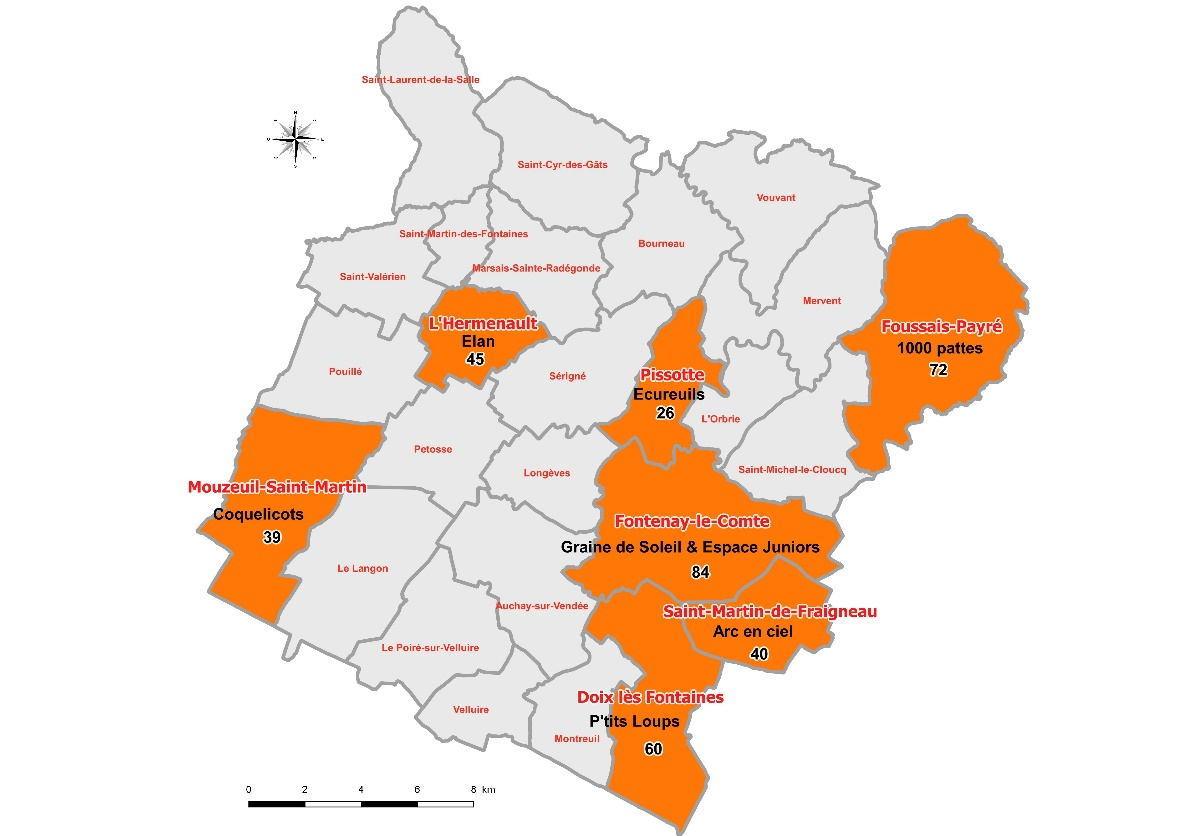 Saint-Laurent-de-la-Salle
Saint-Cyr-des-Gâts
Vouvant
Saint-Martin-des-Fontaines
Bourneau
Marsais-Sainte-Radégonde
Saint-Valérien
Mervent
L'Hermenault
Elan
45
Foussais-Payré
1000 pattes
72
Pouillé
Sérigné
Pissotte
Ecureuils
26
L'Orbrie
Petosse
Longèves
Saint-Michel-le-Cloucq
Mouzeuil-Saint-Martin
Coquelicots
39
Fontenay-le-Comte
Graine de Soleil & Espace Juniors
84
Le Langon
Auchay-sur-Vendée
Saint-Martin-de-Fraigneau
Arc en ciel
40
Le Poiré-sur-Velluire
Doix lès Fontaines
P'tits Loups
60
Velluire
Montreuil
0 2 4 6 8 km